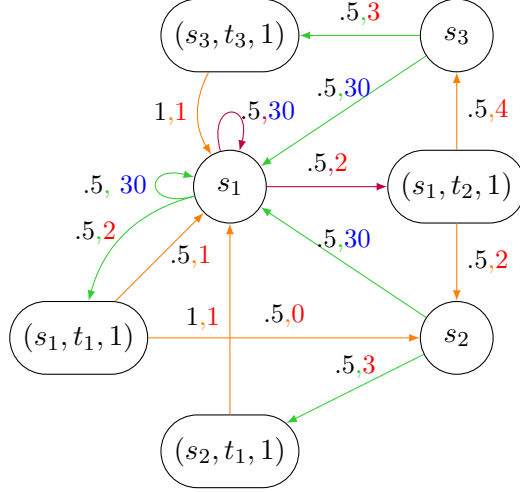 .5,3
(s₃, t₃, 1)
s₃
.5,30
1,1
.5,30
.5,4
.5,2
.5, 30
s₁
(s₁, t₂, 1)
.5,2
.5,30
.5,1
.5,2
1,1
.5,0
(s₁, t₁, 1)
s₂
.5,3
(s₂, t₁, 1)